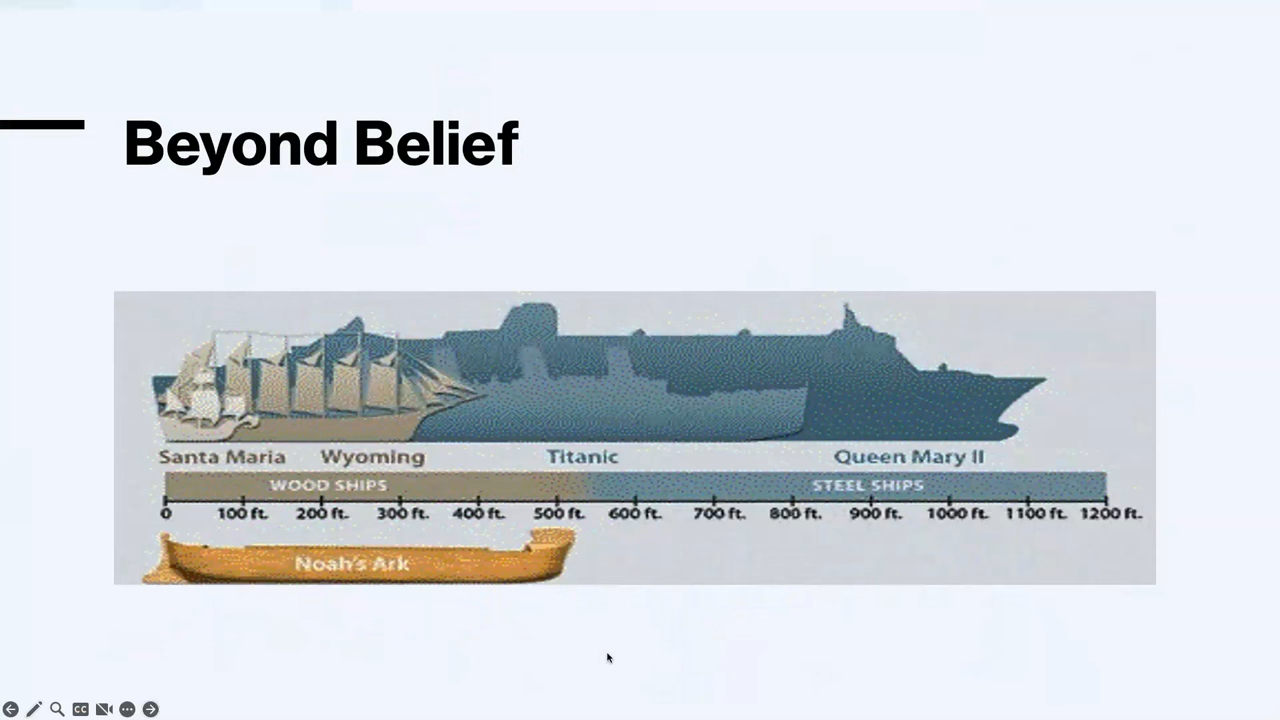 Beyond Belief
Santa Maria Wyoming Titanic Queen Mary II
WOOD SHIPS STEEL SHIPS
0 100 ft. 200 ft. 300 ft. 400 ft. 500 ft. 600 ft. 700 ft. 800 ft. 900 ft. 1000 ft. 1100 ft. 1200 ft.
Noah's Ark
CC